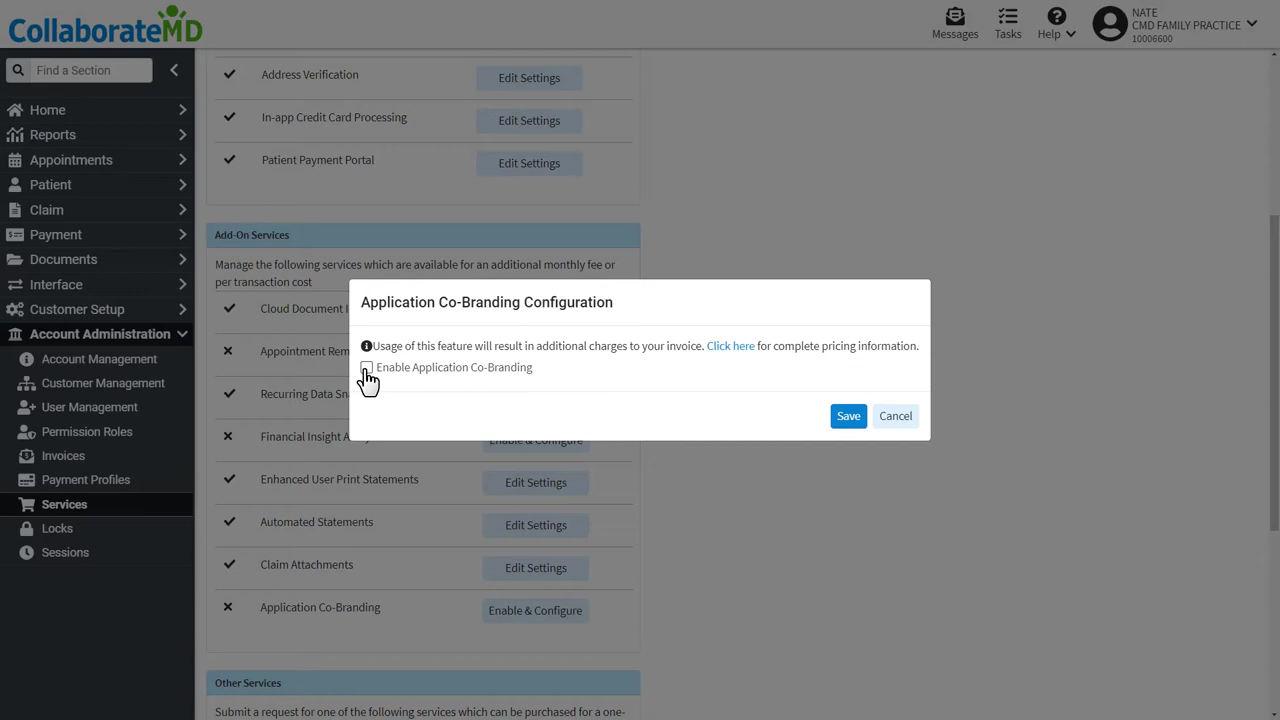 CollaborateMD
Messages
Tasks
Help
NATE
CMD FAMILY PRACTICE
10006600
Find a Section
Home
Reports
Appointments
Patient
Claim
Payment
Documents
Interface
Customer Setup
Account Administration
Account Management
Customer Management
User Management
Permission Roles
Invoices
Payment Profiles
Services
Locks
Sessions
Address Verification Edit Settings
In-app Credit Card Processing Edit Settings
Patient Payment Portal Edit Settings
Add-On Services
Manage the following services which are available for an additional monthly fee or
per transaction cost
Cloud Document
Appointment Rem
Recurring Data Sna
Financial Insight A Enable & Configure
Enhanced User Print Statements Edit Settings
Automated Statements Edit Settings
Claim Attachments Edit Settings
Application Co-Branding Enable & Configure
Other Services
Submit a request for one of the following services which can be purchased for a one-
Application Co-Branding Configuration
Usage of this feature will result in additional charges to your invoice. Click here for complete pricing information.
Enable Application Co-Branding
Save Cancel